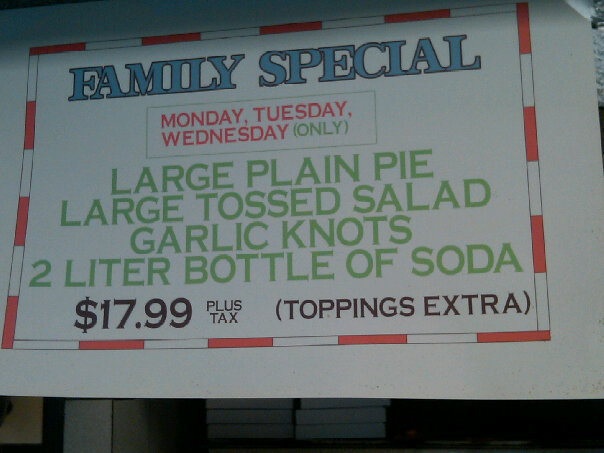 FAMILY SPECIAL
MONDAY, TUESDAY,
WEDNESDAY (ONLY)
LARGE PLAIN PIE
LARGE TOSSED SALAD
GARLIC KNOTS
2 LITER BOTTLE OF SODA
$17.99 PLUS TAX (TOPPINGS EXTRA)